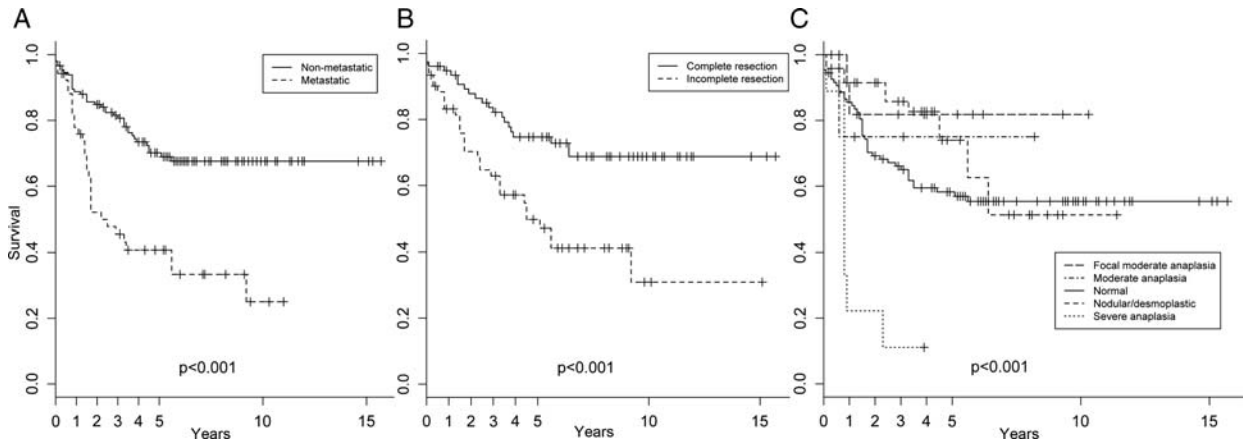 A
Survival
1.0
0.8
0.6
0.4
0.2
0.0
Non-metastatic
Metastatic
p<0.001
0 1 2 3 4 5 10 15
Years
B
1.0
0.8
0.6
0.4
0.2
0.0
Complete resection
Incomplete resection
p<0.001
0 1 2 3 4 5 10 15
Years
C
1.0
0.8
0.6
0.4
0.2
0.0
Focal moderate anaplasia
Moderate anaplasia
Normal
Nodular/desmoplastic
Severe anaplasia
p<0.001
0 1 2 3 4 5 10 15
Years